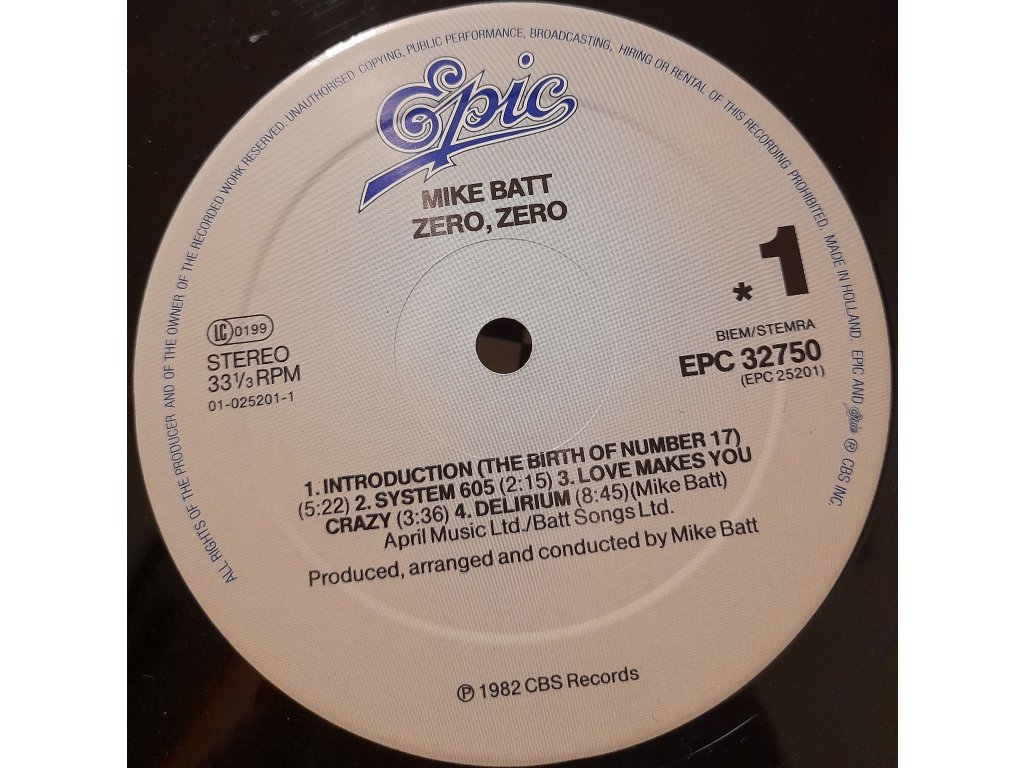 ALL RIGHTS OF THE PRODUCER AND OF THE OWNER OF THE RECORDED WORK RESERVED. UNAUTHORISED COPYING, PUBLIC PERFORMANCE, BROADCASTING, HIRING OR RENTAL OF THIS RECORDING PROHIBITED. MADE IN HOLLAND. EPIC AND Epic ℗ CBS INC.
Epic
MIKE BATT
ZERO, ZERO
* 1
LC 0199
STEREO
33⅓ RPM
01-025201-1
BIEM/STEMRA
EPC 32750
(EPC 25201)
1. INTRODUCTION (THE BIRTH OF NUMBER 17)
(5:22) 2. SYSTEM 605 (2:15) 3. LOVE MAKES YOU
CRAZY (3:36) 4. DELIRIUM (8:45)(Mike Batt)
April Music Ltd./Batt Songs Ltd.
Produced, arranged and conducted by Mike Batt
℗ 1982 CBS Records